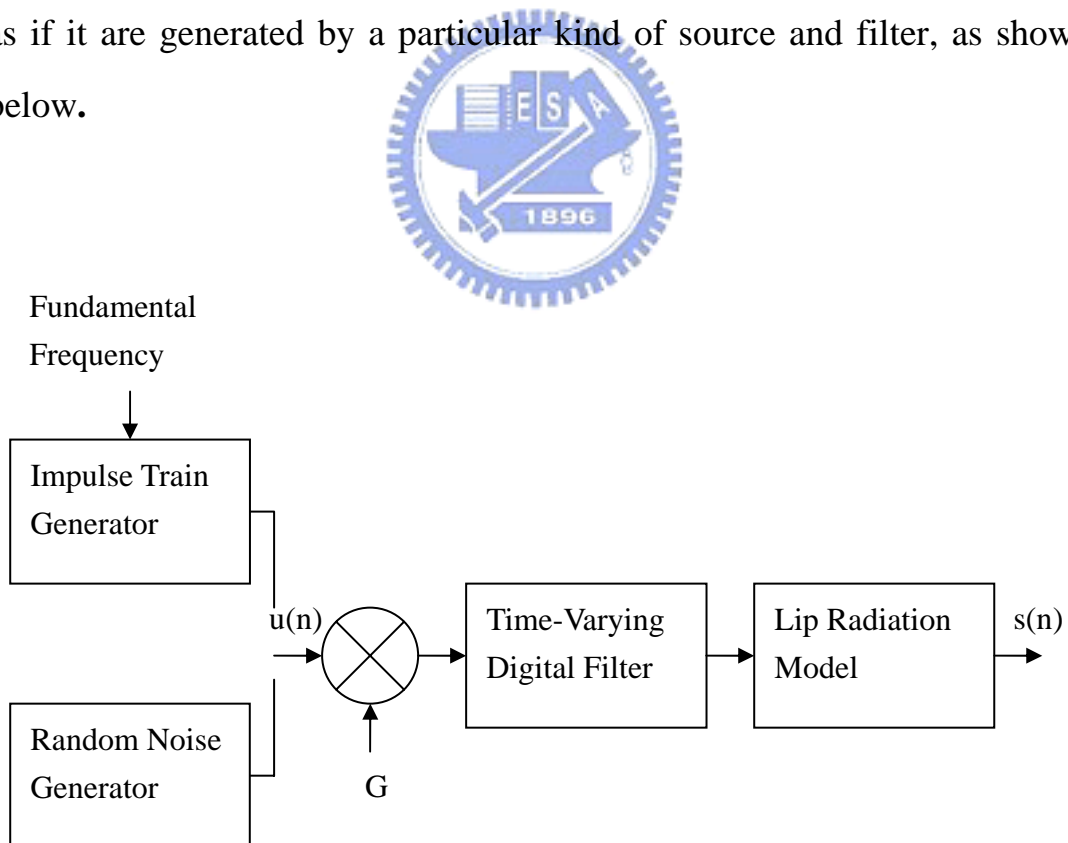 as if it are generated by a particular kind of source and filter, as show
below.
E S A
1896
Fundamental
Frequency
Impulse Train
Generator
u(n)
Time-Varying
Digital Filter
Lip Radiation
Model
s(n)
Random Noise
Generator
G